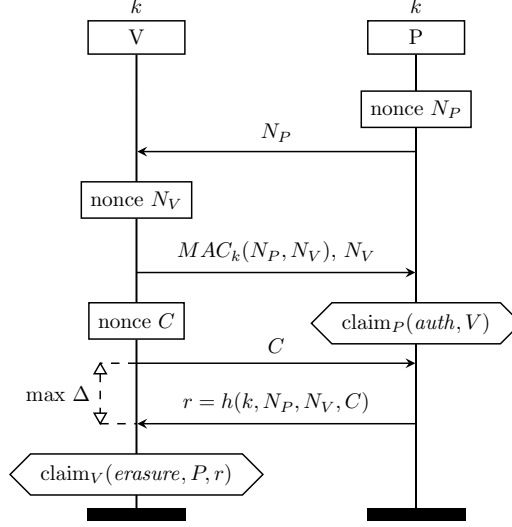 k k
V P
nonce N_P
N_P
nonce N_V
MAC_k(N_P, N_V), N_V
nonce C
claim_P(auth, V)
C
max Δ
r = h(k, N_P, N_V, C)
claim_V(erasure, P, r)